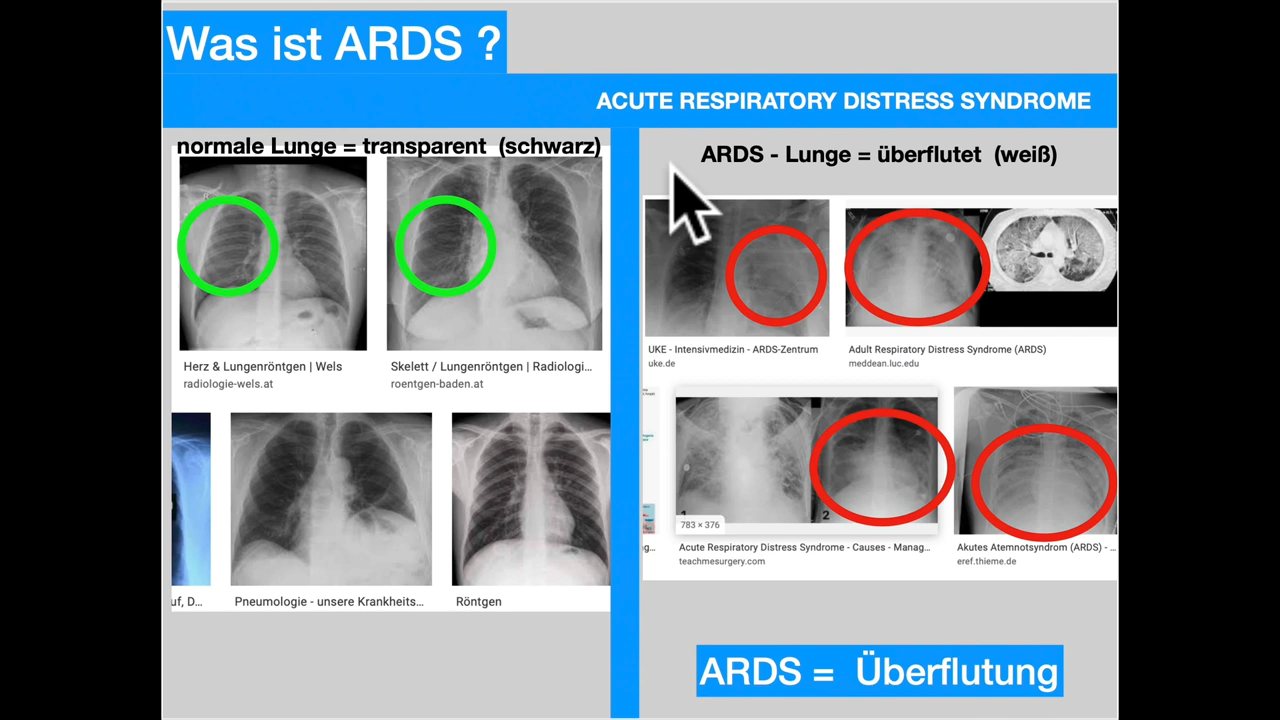 Was ist ARDS ?
ACUTE RESPIRATORY DISTRESS SYNDROME
normale Lunge = transparent (schwarz)
Herz & Lungenröntgen | Wels
radiologie-wels.at
Skelett / Lungenröntgen | Radiologi...
roentgen-baden.at
uf, D...
Pneumologie - unsere Krankheits...
Röntgen
ARDS - Lunge = überflutet (weiß)
UKE - Intensivmedizin - ARDS-Zentrum
uke.de
Adult Respiratory Distress Syndrome (ARDS)
meddean.luc.edu
1
2
783 × 376
g...
Acute Respiratory Distress Syndrome - Causes - Manag...
teachmesurgery.com
Akutes Atemnotsyndrom (ARDS) - ...
eref.thieme.de
ARDS = Überflutung